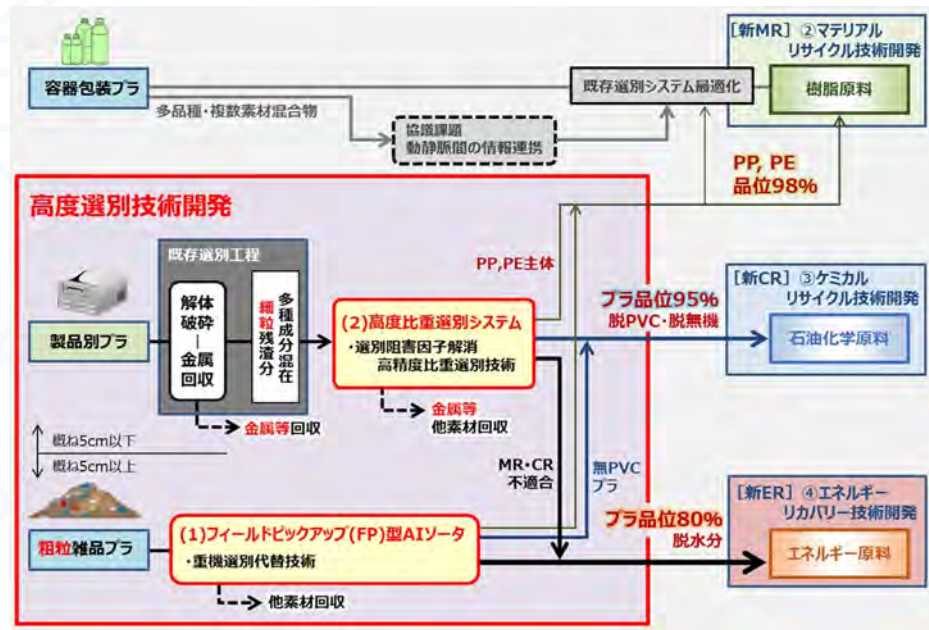 容器包装プラ
多品種・複数素材混合物
協議課題
動静脈間の情報連携
既存選別システム最適化
[新MR] ②マテリアル
リサイクル技術開発
樹脂原料
PP, PE
品位98%
高度選別技術開発
既存選別工程
製品別プラ
解体
破砕
|
金属
回収
細粒残渣分
多種成分混在
金属等回収
(2)高度比重選別システム
・選別阻害因子解消
高精度比重選別技術
金属等
他素材回収
PP,PE主体
プラ品位95%
脱PVC・脱無機
[新CR] ③ケミカル
リサイクル技術開発
石油化学原料
概ね5cm以下
概ね5cm以上
MR・CR
不適合
無PVC
プラ
粗粒雑品プラ
(1)フィールドピックアップ(FP)型AIソータ
・重機選別代替技術
他素材回収
プラ品位80%
脱水分
[新ER] ④エネルギー
リカバリー技術開発
エネルギー原料